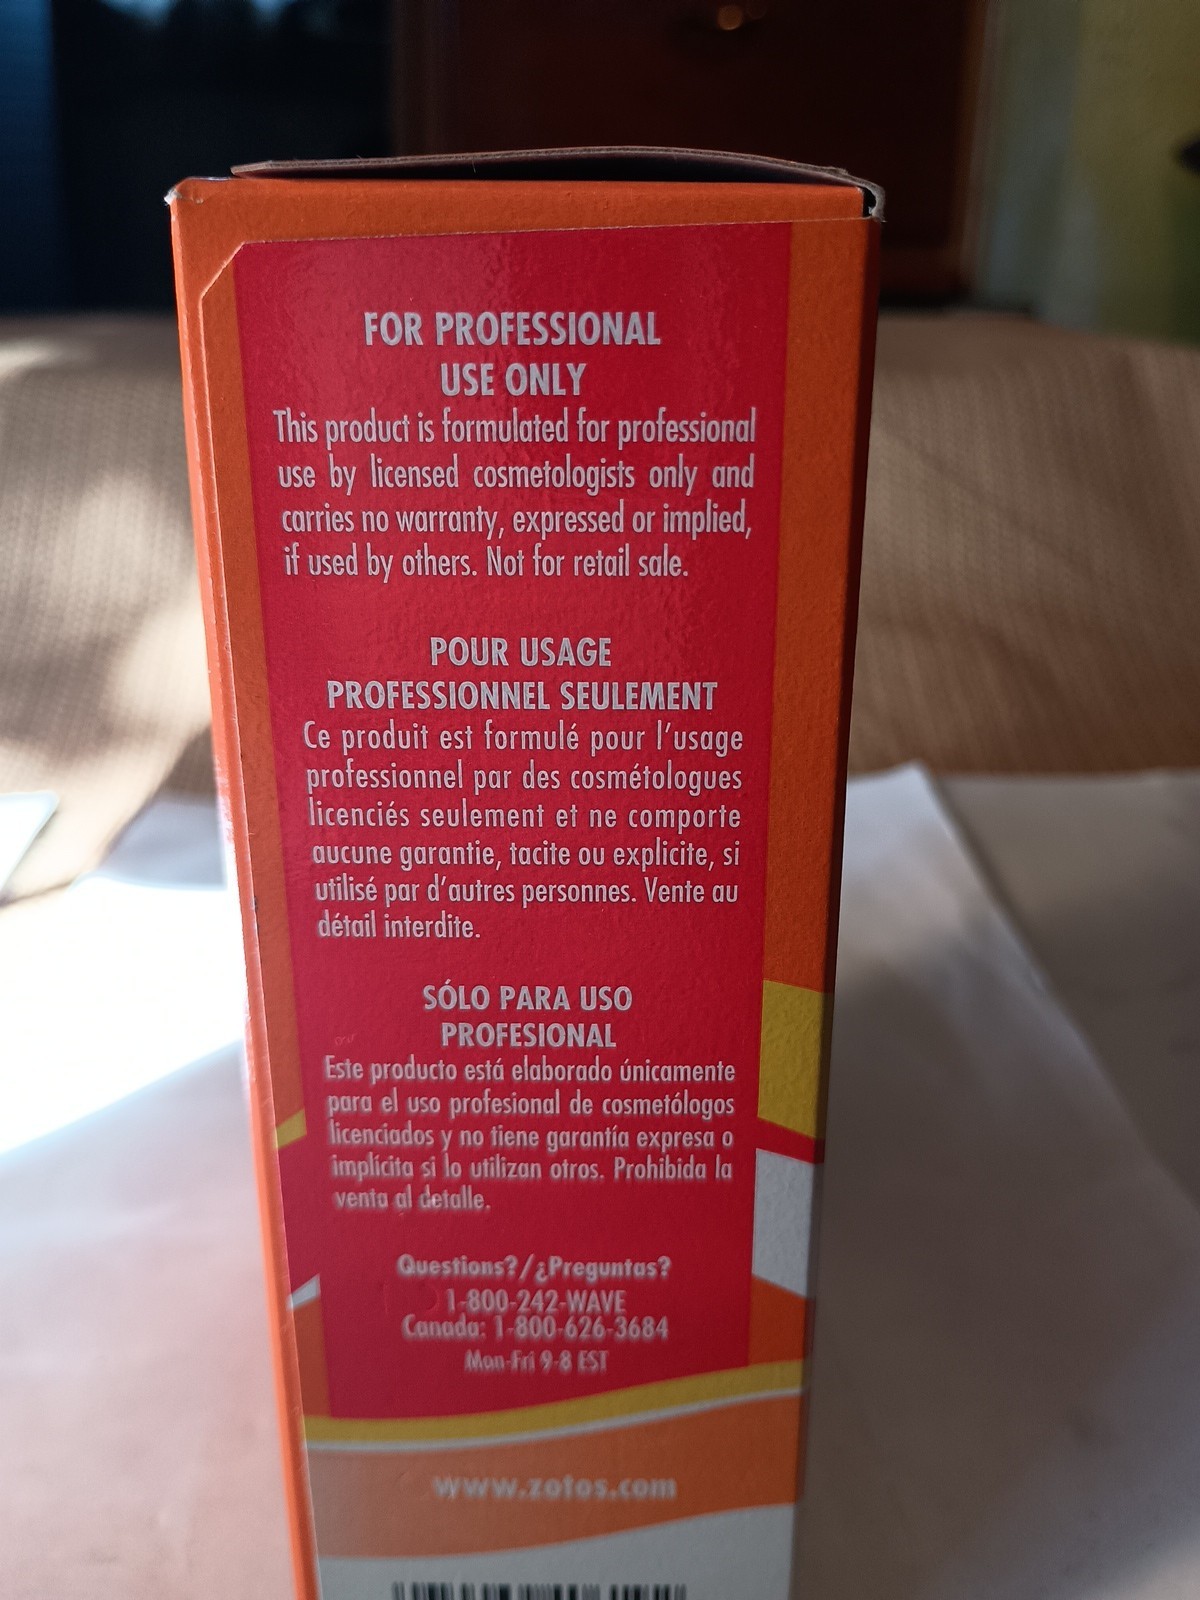 FOR PROFESSIONAL
USE ONLY
This product is formulated for professional
use by licensed cosmetologists only and
carries no warranty, expressed or implied,
if used by others. Not for retail sale.
POUR USAGE
PROFESSIONNEL SEULEMENT
Ce produit est formulé pour l'usage
professionnel par des cosmétologues
licenciés seulement et ne comporte
aucune garantie, tacite ou explicite, si
utilisé par d'autres personnes. Vente au
détail interdite.
SÓLO PARA USO
PROFESIONAL
Este producto está elaborado únicamente
para el uso profesional de cosmetólogos
licenciados y no tiene garantía expresa o
implícita si lo utilizan otros. Prohibida la
venta al detalle.
Questions?/¿Preguntas?
1-800-242-WAVE
Canada: 1-800-626-3684
Mon-Fri 9-8 EST
www.zotos.com